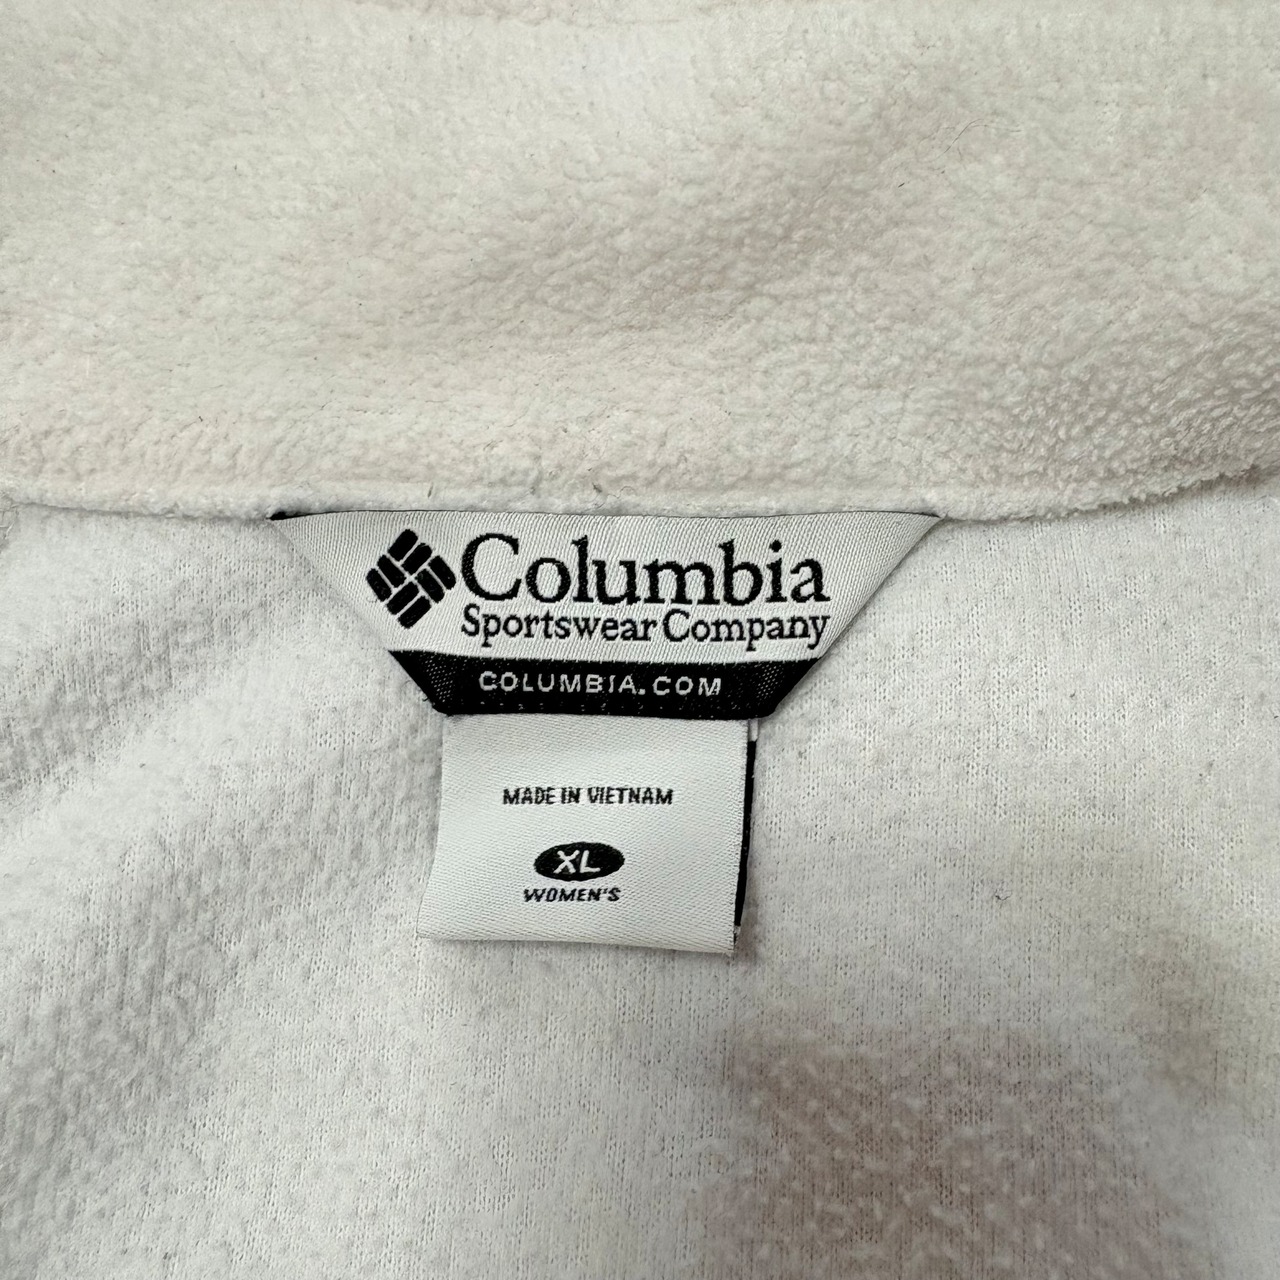 Columbia
Sportswear Company
COLUMBIA.COM
MADE IN VIETNAM
XL
WOMEN'S